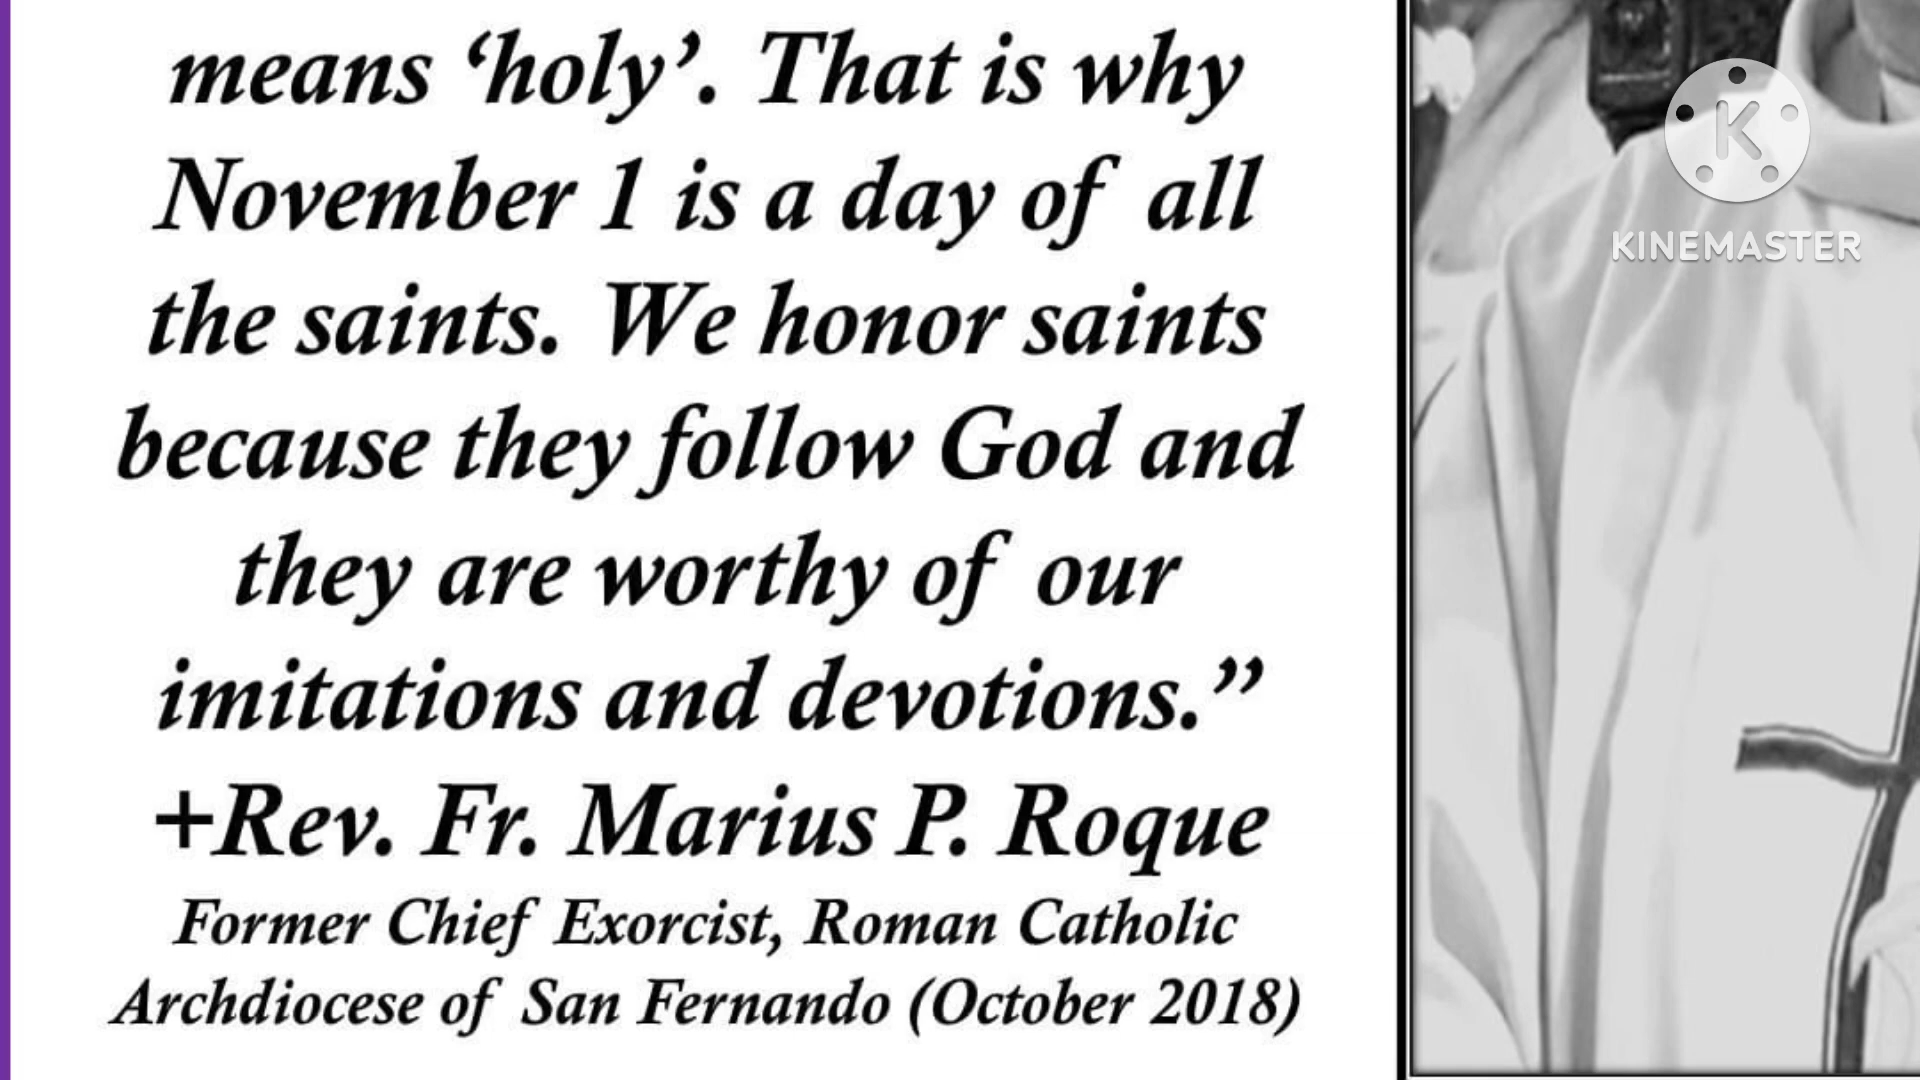 means ‘holy’. That is why
November 1 is a day of all
the saints. We honor saints
because they follow God and
they are worthy of our
imitations and devotions.”
+Rev. Fr. Marius P. Roque
Former Chief Exorcist, Roman Catholic
Archdiocese of San Fernando (October 2018)
K
KINEMASTER